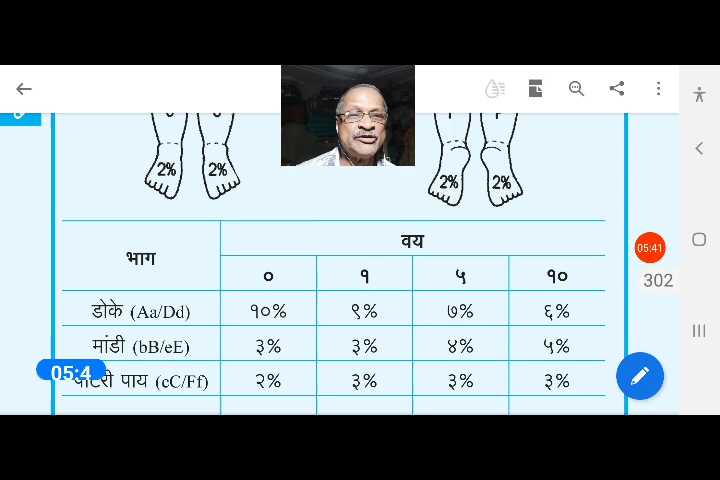 2% 2% 2% 2%
भाग वय
० १ ५ १०
डोके (Aa/Dd) १०% ९% ७% ६%
मांडी (bB/eE) ३% ३% ४% ५%
पाय (cC/Ff) २% ३% ३% ३%
05:41
302
05:4